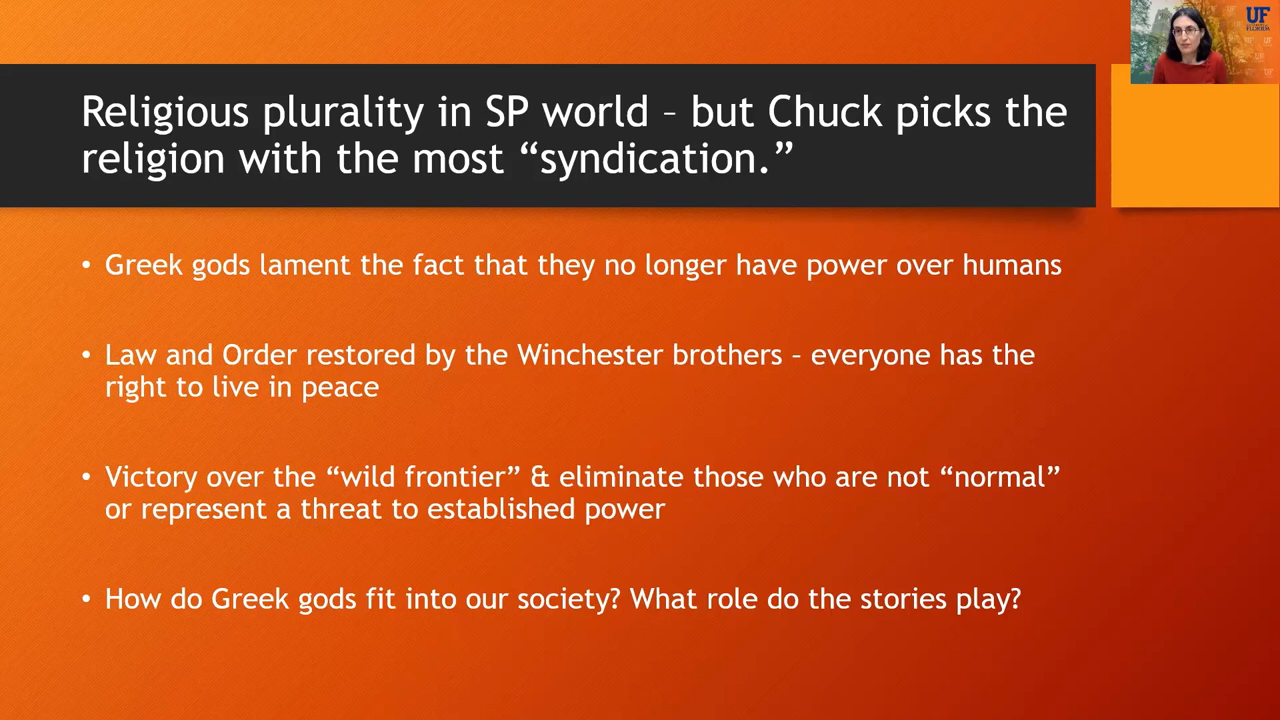 UF
FLORIDA
Religious plurality in SP world – but Chuck picks the
religion with the most “syndication.”
• Greek gods lament the fact that they no longer have power over humans
• Law and Order restored by the Winchester brothers – everyone has the
right to live in peace
• Victory over the “wild frontier” & eliminate those who are not “normal”
or represent a threat to established power
• How do Greek gods fit into our society? What role do the stories play?